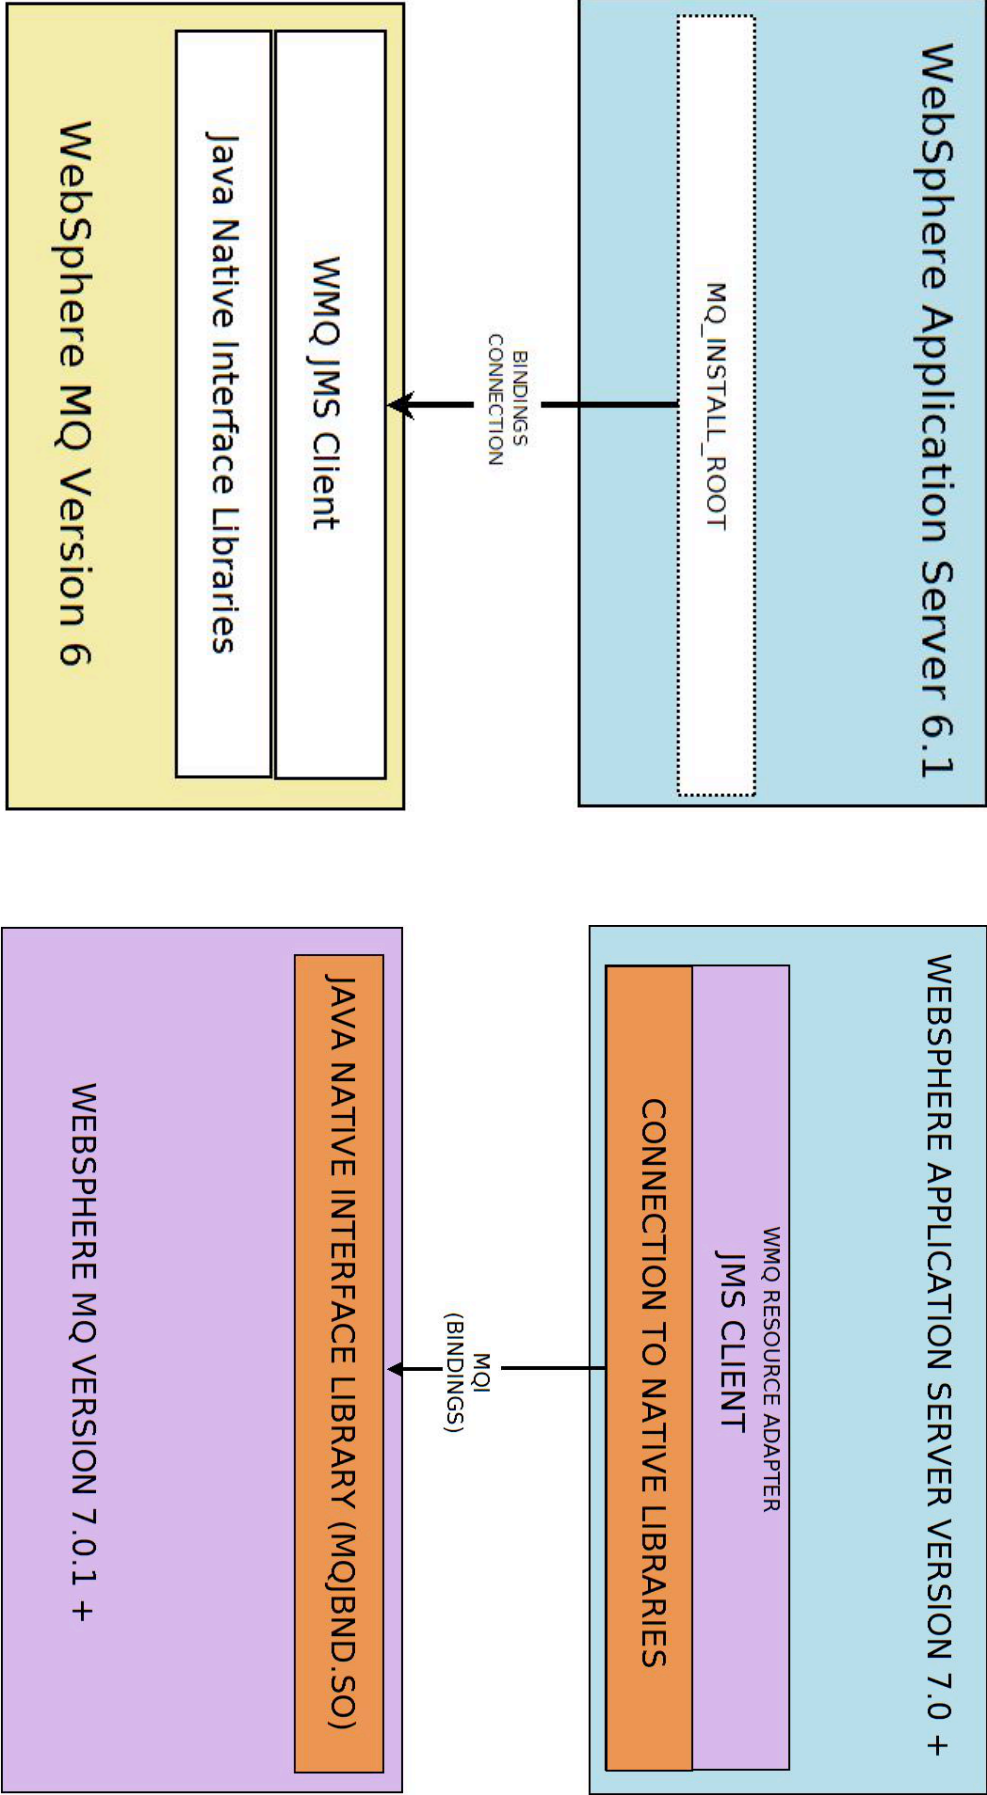 WebSphere Application Server 6.1
MQ_INSTALL_ROOT
BINDINGS
CONNECTION
WMQ JMS Client
Java Native Interface Libraries
WebSphere MQ Version 6
WEBSPHERE APPLICATION SERVER VERSION 7.0 +
WMQ RESOURCE ADAPTER
JMS CLIENT
CONNECTION TO NATIVE LIBRARIES
MQI
(BINDINGS)
JAVA NATIVE INTERFACE LIBRARY (MQJBND.SO)
WEBSPHERE MQ VERSION 7.0.1 +